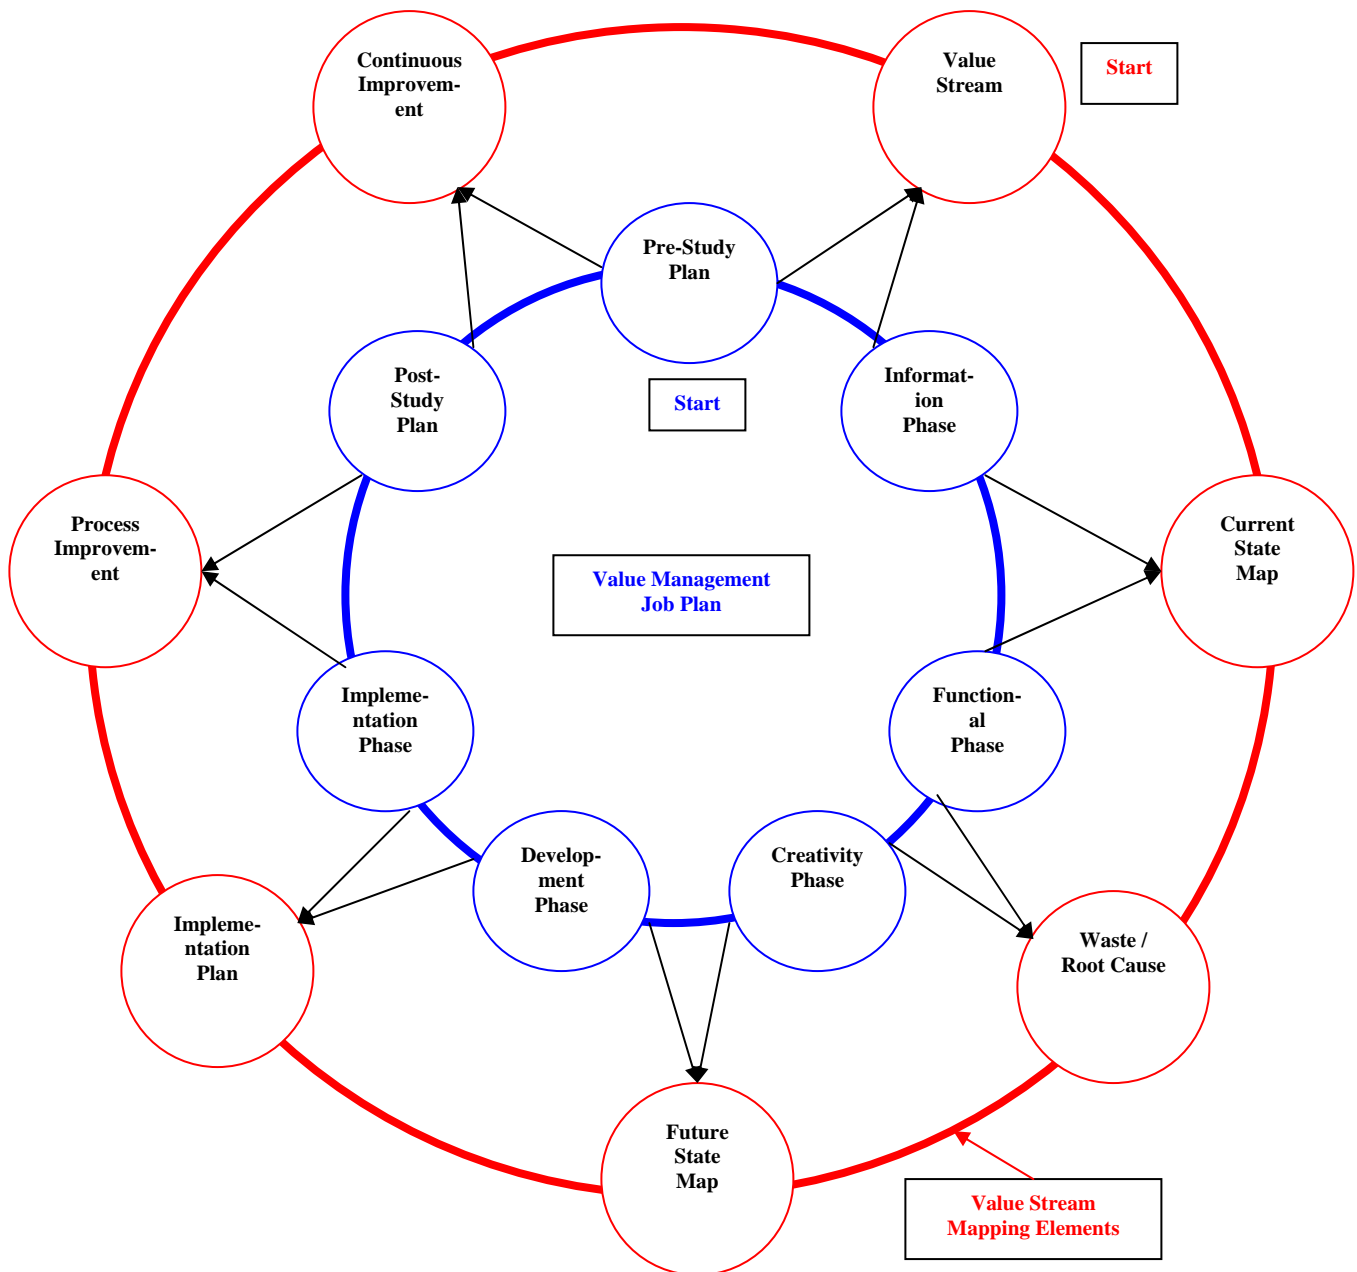 Continuous
Improvem-
ent
Value
Stream
Start
Pre-Study
Plan
Post-
Study
Plan
Start
Informat-
ion
Phase
Process
Improvem-
ent
Value Management
Job Plan
Current
State
Map
Impleme-
ntation
Phase
Function-
al
Phase
Develop-
ment
Phase
Creativity
Phase
Impleme-
ntation
Plan
Waste /
Root Cause
Future
State
Map
Value Stream
Mapping Elements